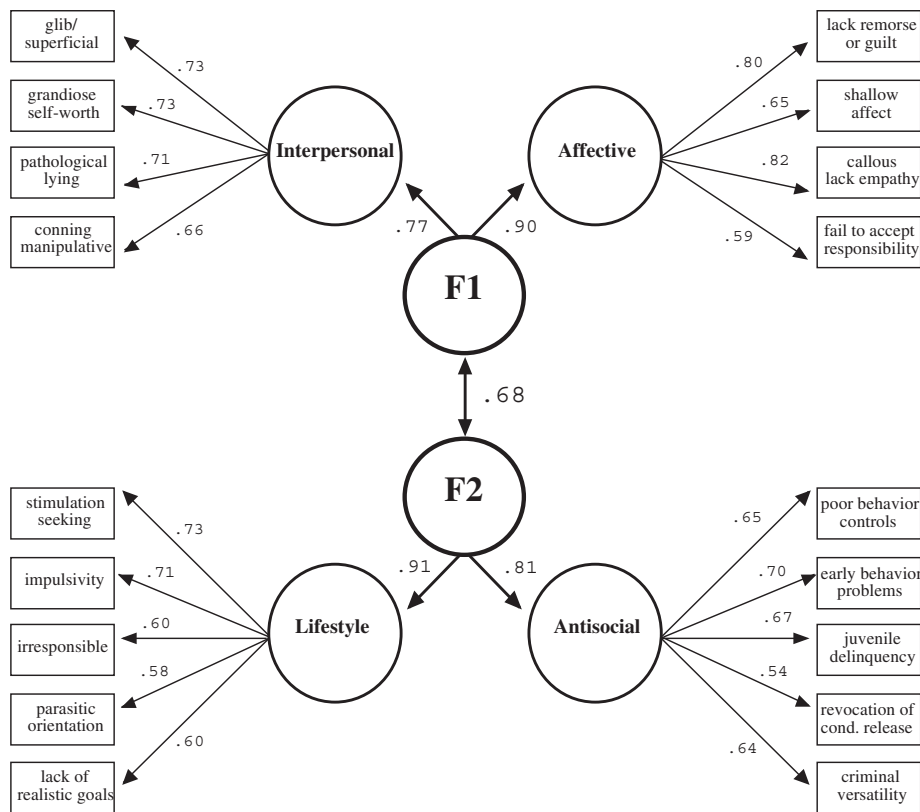 glib/
superficial
grandiose
self-worth
pathological
lying
conning
manipulative
.73
.73
.71
.66
Interpersonal
Affective
.80
.65
.82
.59
lack remorse
or guilt
shallow
affect
callous
lack empathy
fail to accept
responsibility
.77
.90
F1
.68
F2
.91
.81
stimulation
seeking
impulsivity
irresponsible
parasitic
orientation
lack of
realistic goals
.73
.71
.60
.58
.60
Lifestyle
Antisocial
.65
.70
.67
.54
.64
poor behavior
controls
early behavior
problems
juvenile
delinquency
revocation of
cond. release
criminal
versatility